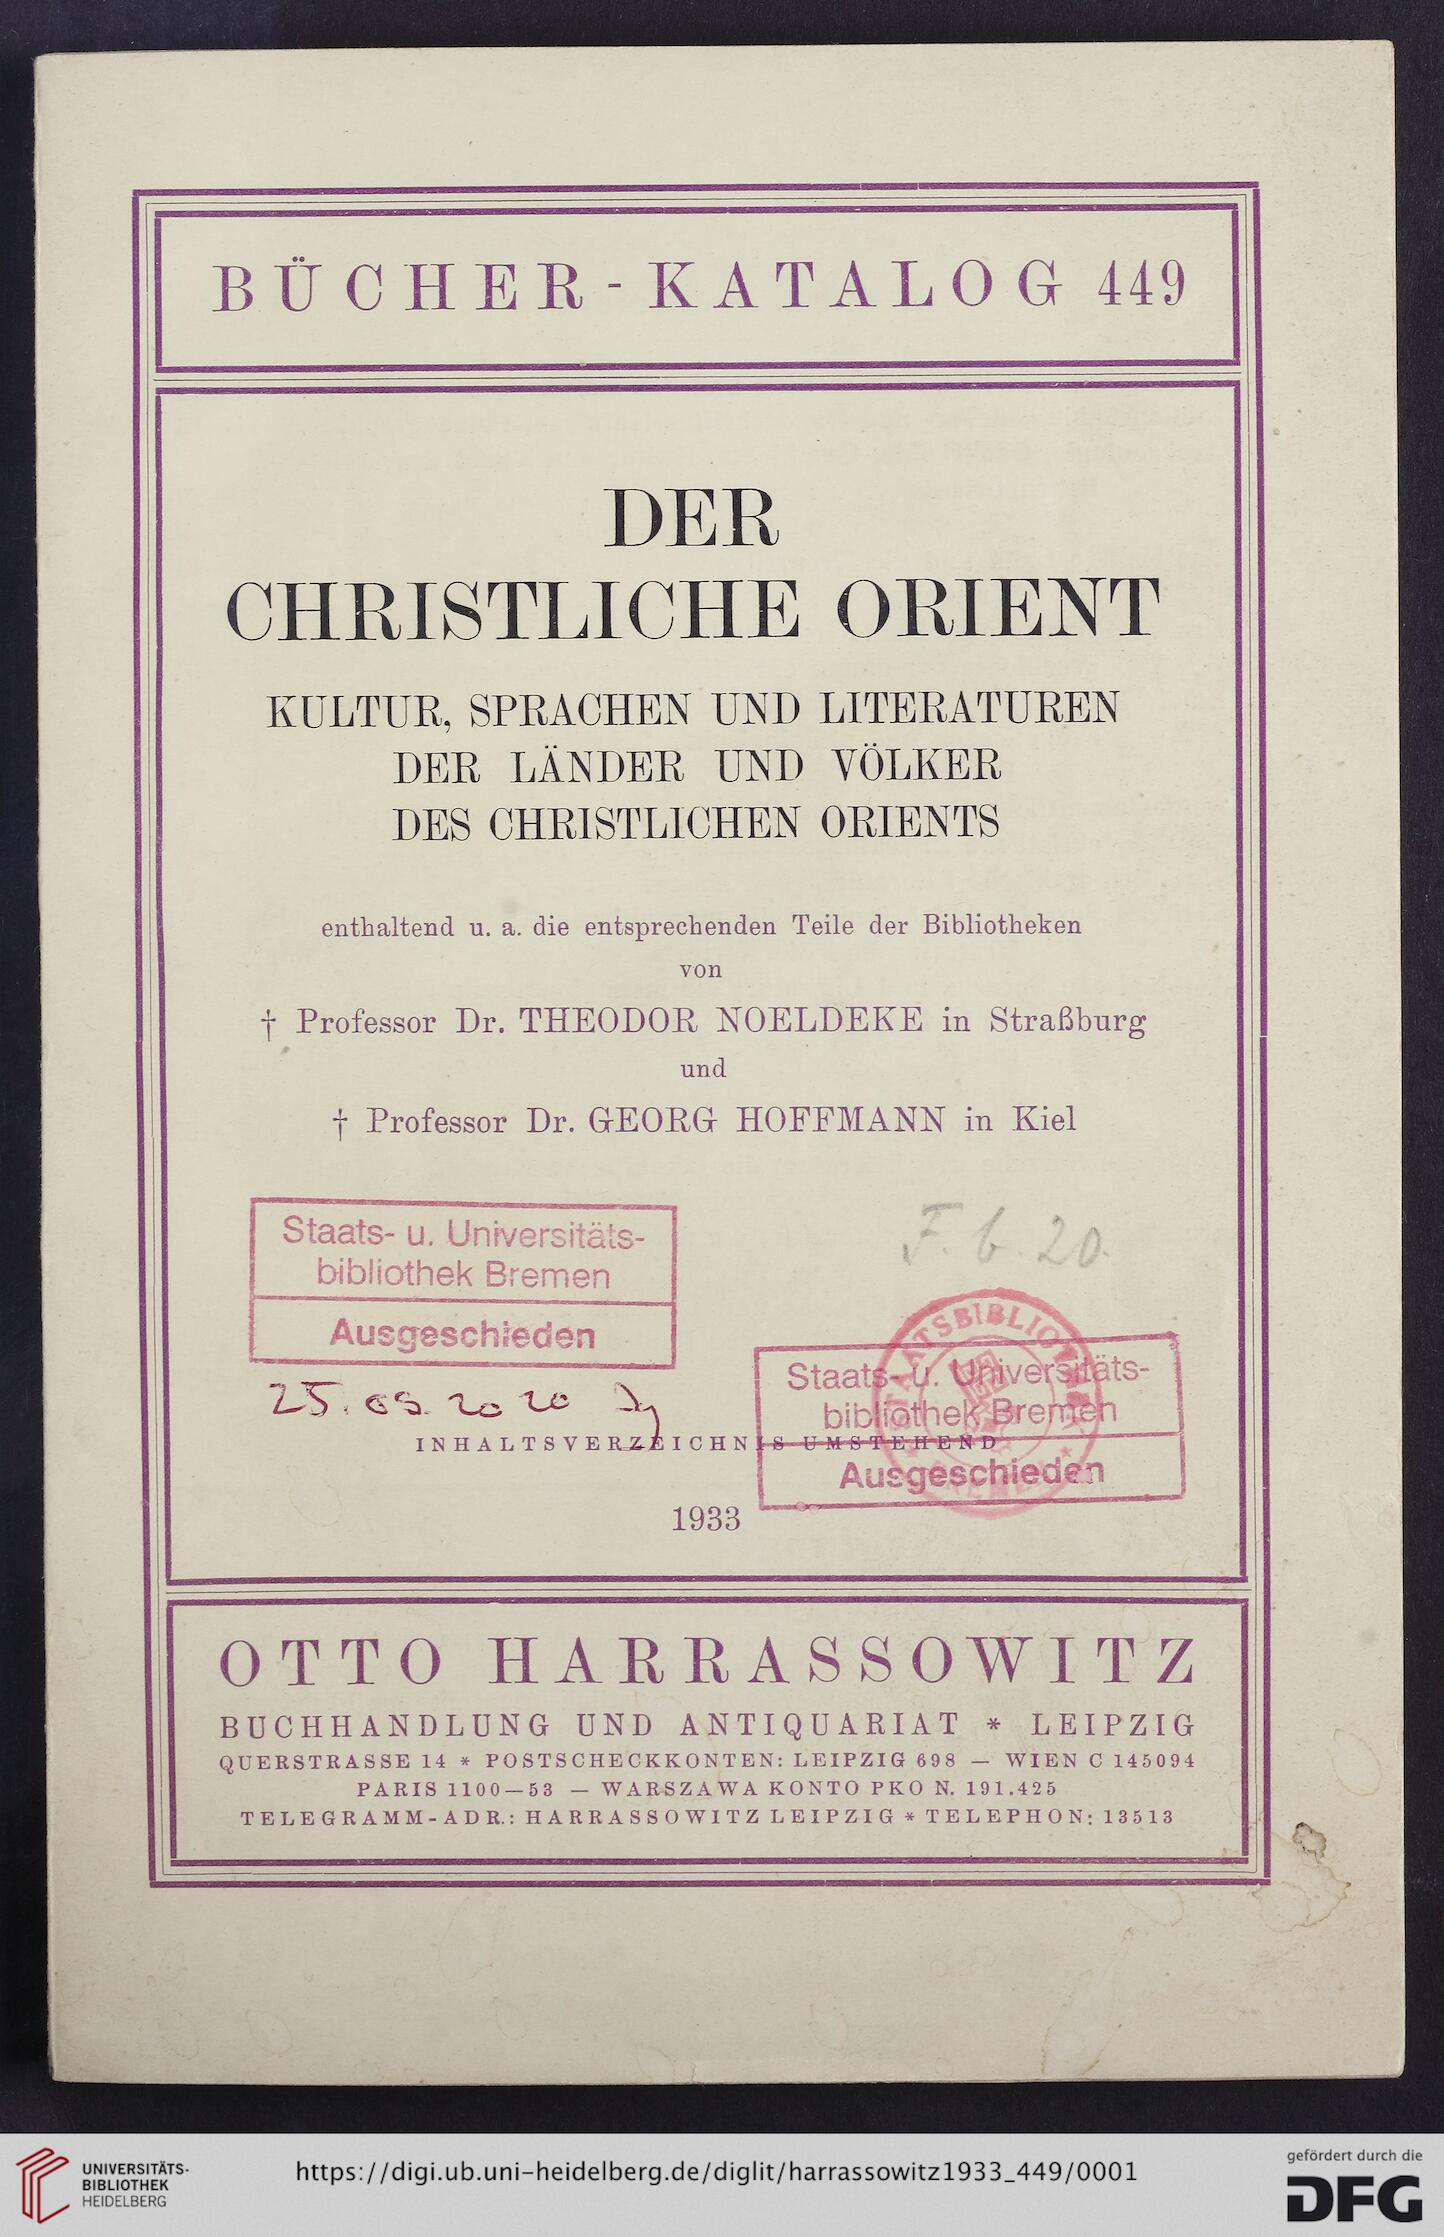 BÜCHER-KATALOG 449
DER
CHRISTLICHE ORIENT
KULTUR, SPRACHEN UND LITERATUREN
DER LÄNDER UND VÖLKER
DES CHRISTLICHEN ORIENTS
enthaltend u. a. die entsprechenden Teile der Bibliotheken
von
† Professor Dr. THEODOR NOELDEKE in Straßburg
und
† Professor Dr. GEORG HOFFMANN in Kiel
Staats- u. Universitäts-
bibliothek Bremen
Ausgeschieden
25.09.2020
F. b. 20.
STAATSBIBLIOTHEK
BREMEN
Staats- u. Universitäts-
bibliothek Bremen
Ausgeschieden
INHALTSVERZEICHNIS UMSTEHEND
1933
OTTO HARRASSOWITZ
BUCHHANDLUNG UND ANTIQUARIAT * LEIPZIG
QUERSTRASSE 14 * POSTSCHECKKONTEN: LEIPZIG 698 — WIEN C 145094
PARIS 1100—53 — WARSZAWA KONTO PKO N. 191.425
TELEGRAMM-ADR.: HARRASSOWITZ LEIPZIG * TELEPHON: 13513
UNIVERSITÄTS-
BIBLIOTHEK
HEIDELBERG
https://digi.ub.uni-heidelberg.de/diglit/harrassowitz1933_449/0001
gefördert durch die
DFG